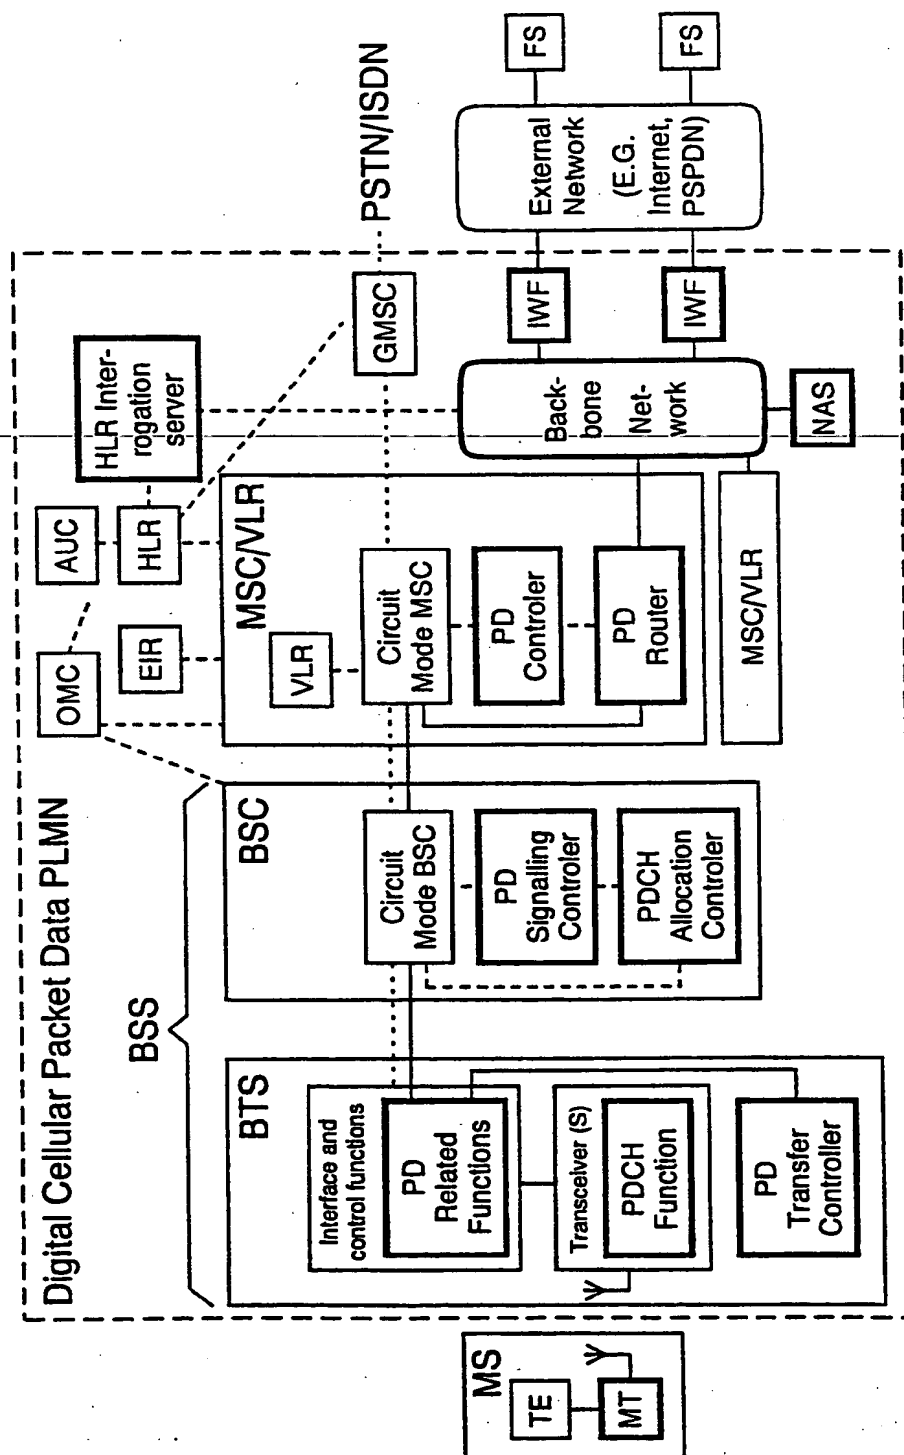 Digital Cellular Packet Data PLMN
BSS
MS
TE
MT
BTS
Interface and
control functions
PD
Related
Functions
Transceiver (S)
PDCH
Function
PD
Transfer
Controller
BSC
Circuit
Mode BSC
PD
Signalling
Controler
PDCH
Allocation
Controler
OMC
EIR
AUC
HLR
HLR Inter-
rogation
server
MSC/VLR
VLR
Circuit
Mode MSC
PD
Controler
PD
Router
MSC/VLR
GMSC
PSTN/ISDN
Back-
bone
Net-
work
NAS
IWF
IWF
External
Network
(E.G.
Internet,
PSPDN)
FS
FS